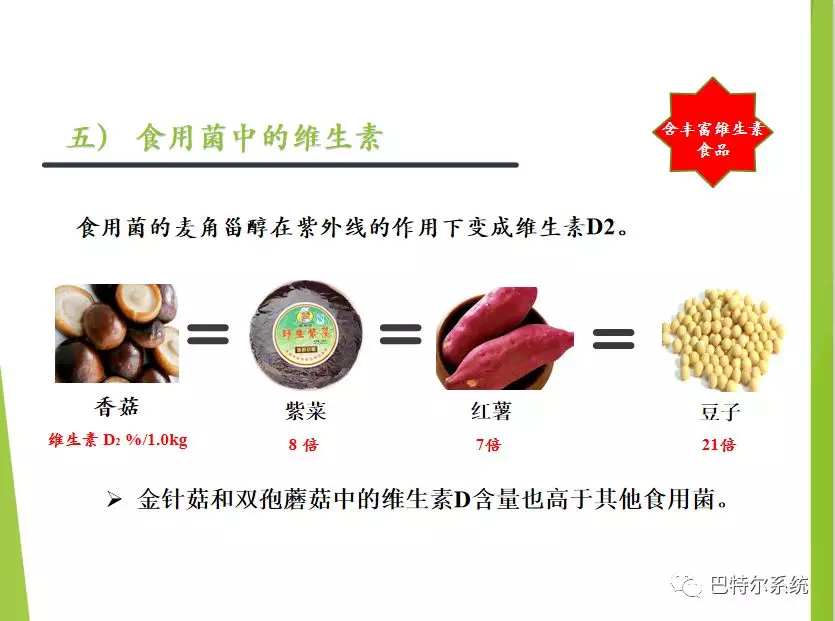 五） 食用菌中的维生素
含丰富维生素
食品
食用菌的麦角甾醇在紫外线的作用下变成维生素D2。
野生紫菜
香菇
紫菜
红薯
豆子
维生素 D2 %/1.0kg
8 倍
7倍
21倍
➢ 金针菇和双孢蘑菇中的维生素D含量也高于其他食用菌。
巴特尔系统